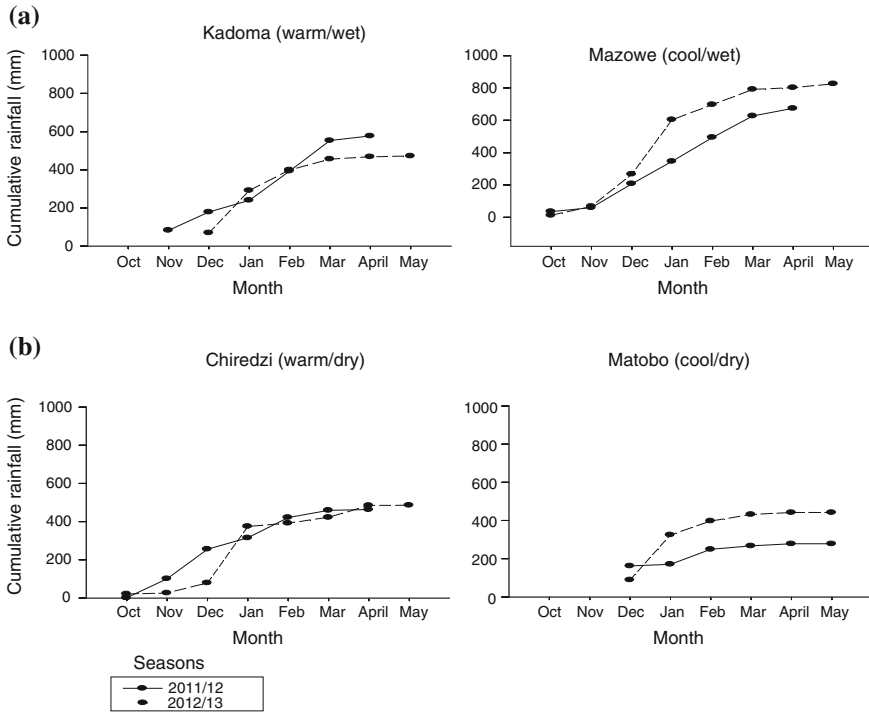 (a)
Kadoma (warm/wet)
Cumulative rainfall (mm)
1000
800
600
400
200
0
Oct Nov Dec Jan Feb Mar April May
Month
Mazowe (cool/wet)
1000
800
600
400
200
0
Oct Nov Dec Jan Feb Mar April May
Month
(b)
Chiredzi (warm/dry)
Cumulative rainfall (mm)
1000
800
600
400
200
0
Oct Nov Dec Jan Feb Mar April May
Month
Matobo (cool/dry)
1000
800
600
400
200
0
Oct Nov Dec Jan Feb Mar April May
Month
Seasons
2011/12
2012/13